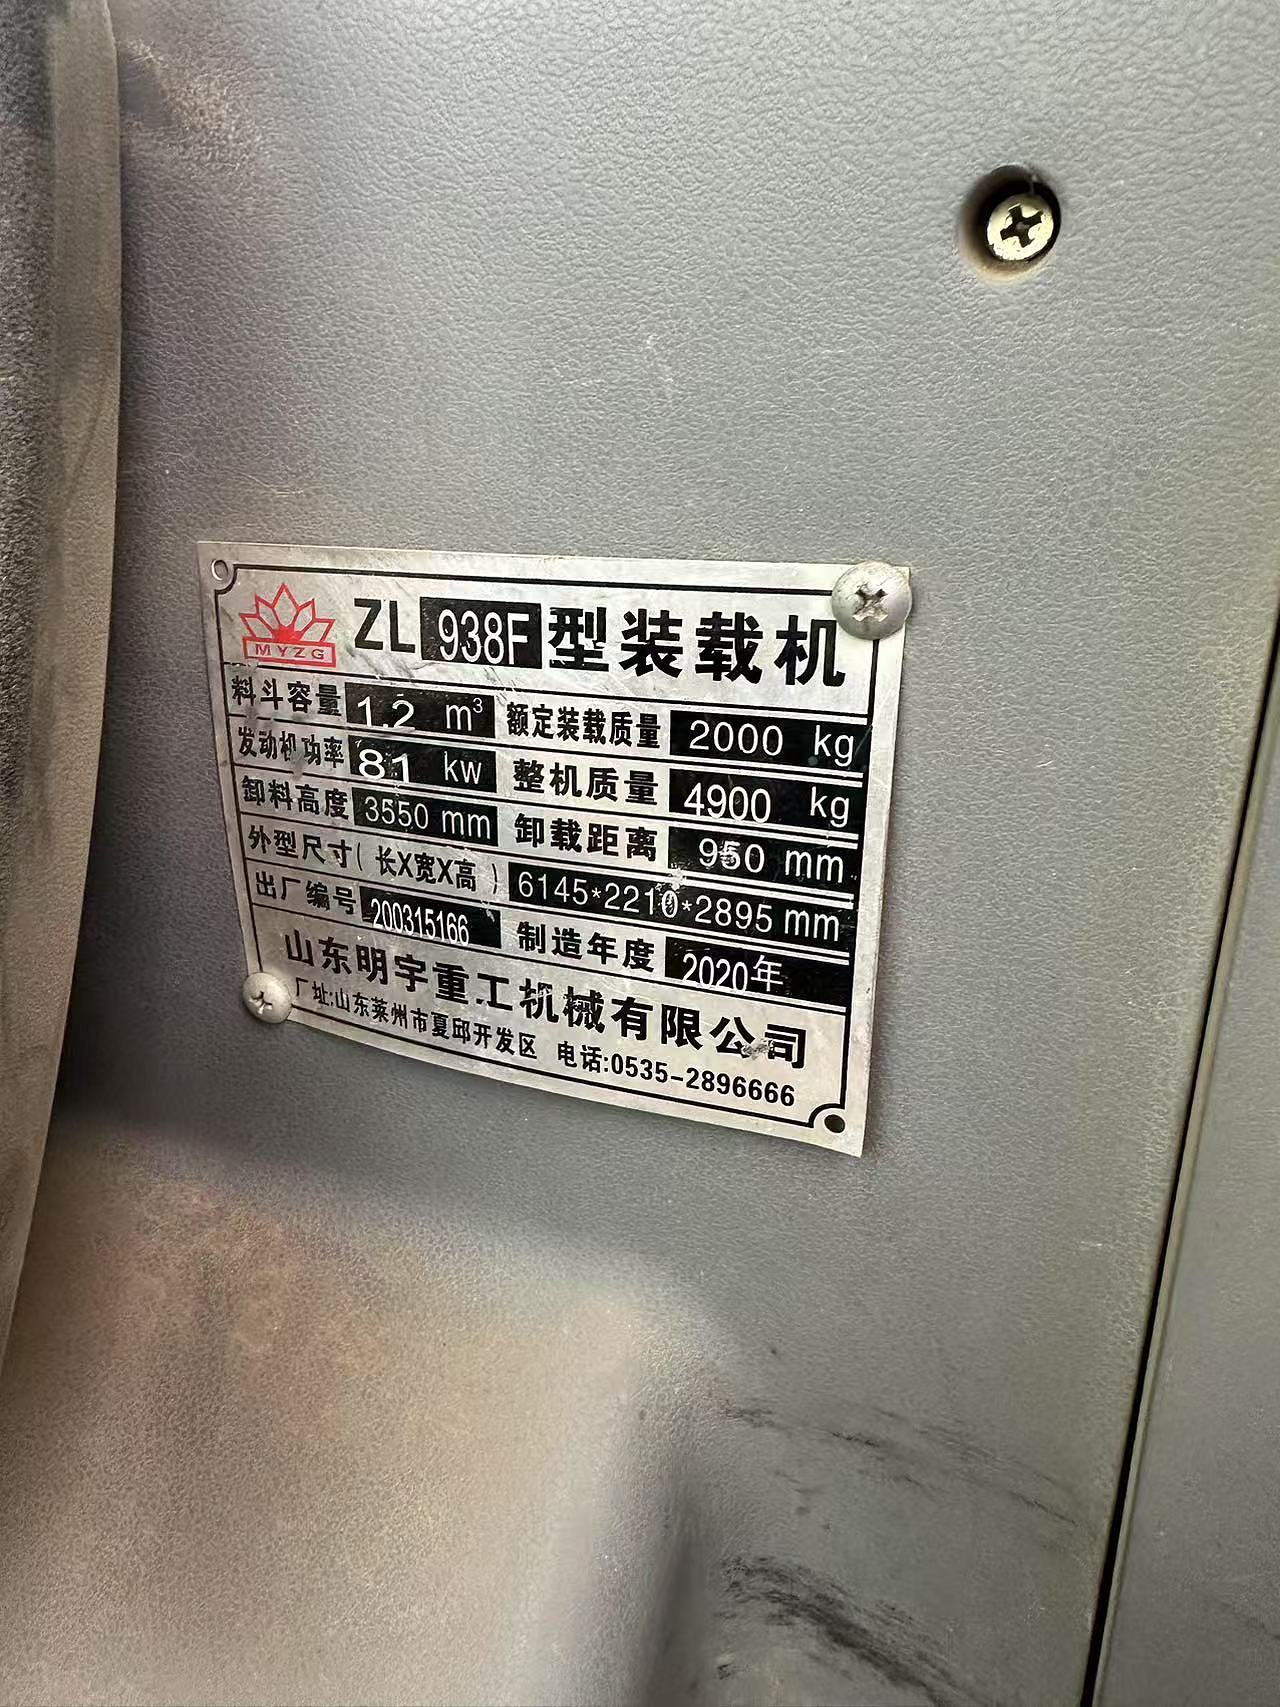 MYZG
ZL 938F 型装载机
料斗容量 1.2 m³ 额定装载质量 2000 kg
发动机功率 81 kw 整机质量 4900 kg
卸料高度 3550 mm 卸载距离 950 mm
外型尺寸(长X宽X高) 6145*2210*2895 mm
出厂编号 200315166 制造年度 2020年
山东明宇重工机械有限公司
厂址:山东莱州市夏邱开发区 电话:0535-2896666